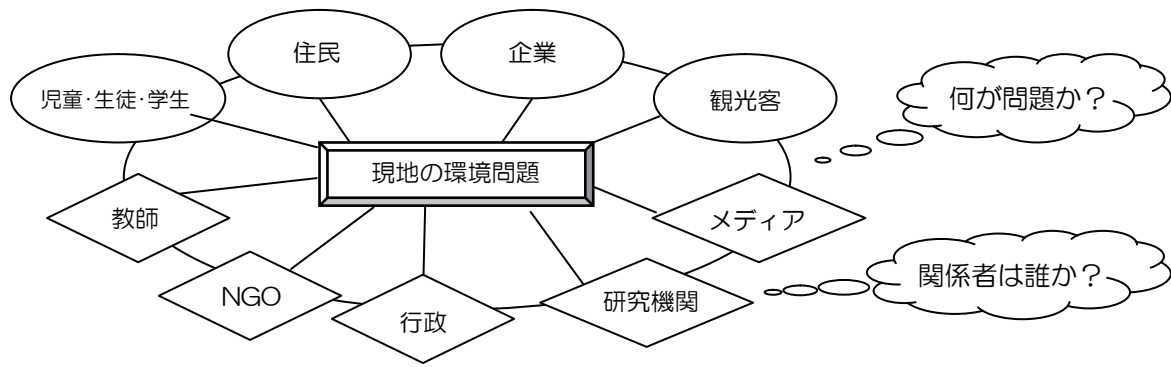 住民
企業
児童・生徒・学生
観光客
何が問題か？
現地の環境問題
教師
メディア
NGO
行政
研究機関
関係者は誰か？